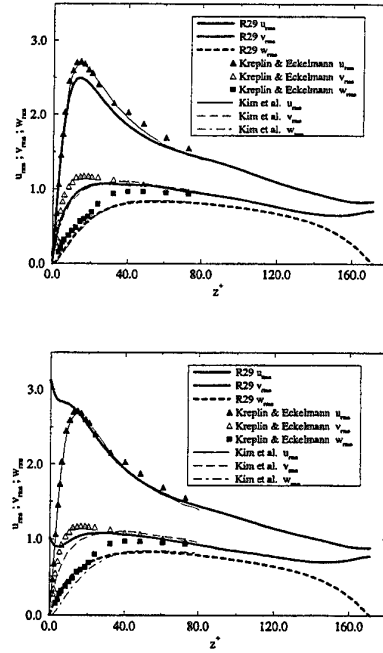 R29 u_rms
R29 v_rms
R29 w_rms
Kreplin & Eckelmann u_rms
Kreplin & Eckelmann v_rms
Kreplin & Eckelmann w_rms
Kim et al. u_rms
Kim et al. v_rms
Kim et al. w_rms
u_rms ; v_rms ; w_rms
3.0
2.0
1.0
0.0
0.0 40.0 80.0 120.0 160.0
z+
R29 u_rms
R29 v_rms
R29 w_rms
Kreplin & Eckelmann u_rms
Kreplin & Eckelmann v_rms
Kreplin & Eckelmann w_rms
Kim et al. u_rms
Kim et al. v_rms
Kim et al. w_rms
u_rms ; v_rms ; w_rms
3.0
2.0
1.0
0.0
0.0 40.0 80.0 120.0 160.0
z+